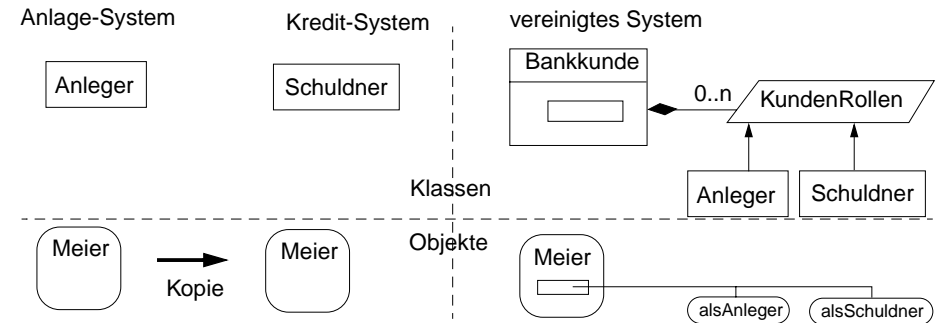 Anlage-System
Kredit-System
vereinigtes System
Anleger
Schuldner
Bankkunde
0..n
KundenRollen
Anleger
Schuldner
Klassen
Objekte
Meier
Kopie
Meier
Meier
alsAnleger
alsSchuldner